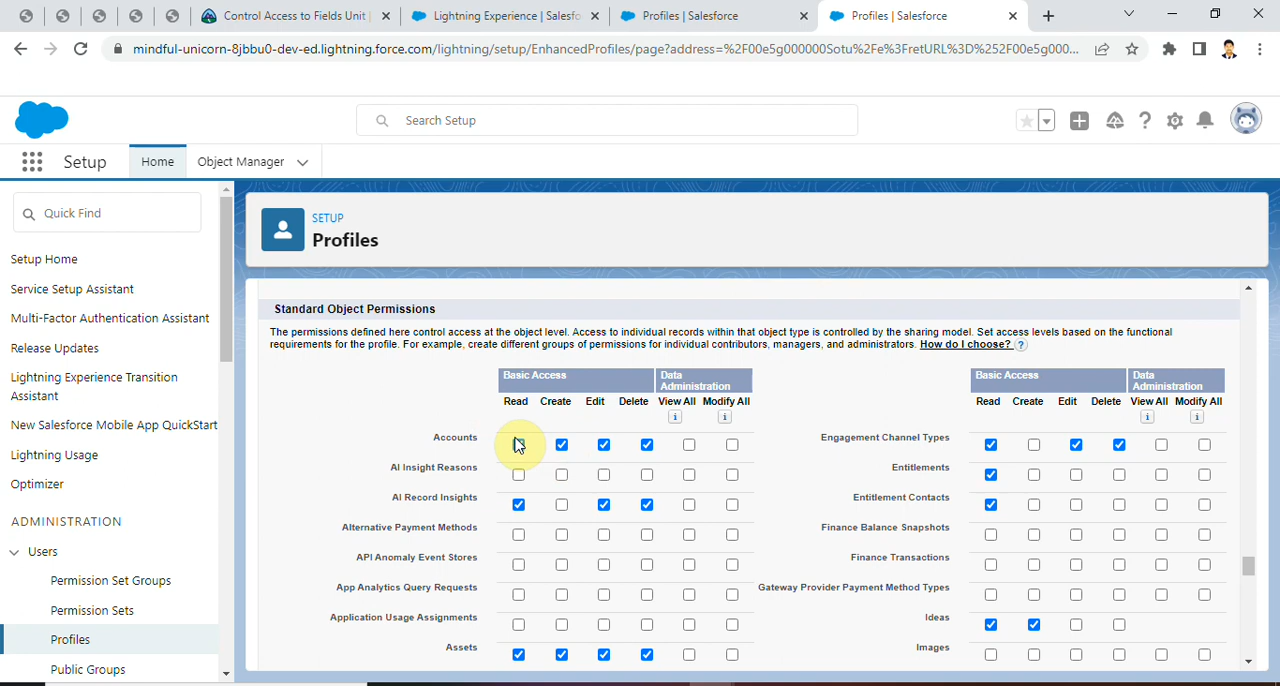 Control Access to Fields Unit
Lightning Experience | Salesfo
Profiles | Salesforce
Profiles | Salesforce
mindful-unicorn-8jbbu0-dev-ed.lightning.force.com/lightning/setup/EnhancedProfiles/page?address=%2F00e5g000000Sotu%2Fe%3FretURL%3D%252F00e5g000...
Search Setup
Setup
Home
Object Manager
Quick Find
Setup Home
Service Setup Assistant
Multi-Factor Authentication Assistant
Release Updates
Lightning Experience Transition
Assistant
New Salesforce Mobile App QuickStart
Lightning Usage
Optimizer
ADMINISTRATION
Users
Permission Set Groups
Permission Sets
Profiles
Public Groups
SETUP
Profiles
Standard Object Permissions
The permissions defined here control access at the object level. Access to individual records within that object type is controlled by the sharing model. Set access levels based on the functional
requirements for the profile. For example, create different groups of permissions for individual contributors, managers, and administrators. How do I choose? ?
Basic Access
Data
Administration
Read Create Edit Delete View All Modify All
i i
Accounts
AI Insight Reasons
AI Record Insights
Alternative Payment Methods
API Anomaly Event Stores
App Analytics Query Requests
Application Usage Assignments
Assets
Basic Access
Data
Administration
Read Create Edit Delete View All Modify All
i i
Engagement Channel Types
Entitlements
Entitlement Contacts
Finance Balance Snapshots
Finance Transactions
Gateway Provider Payment Method Types
Ideas
Images